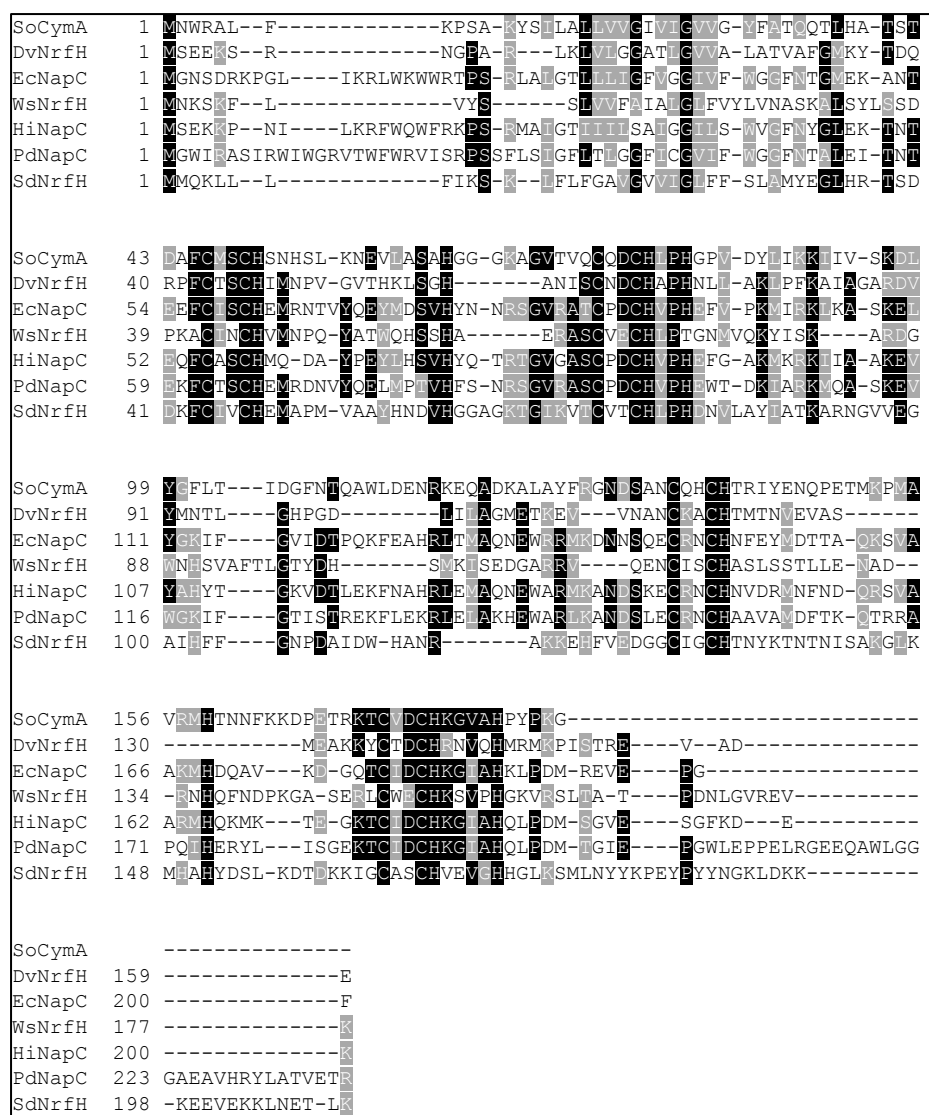 SoCymA 1 MNWRAL--F-------------KPSA-KYSILALLVVGIVIGVVG-YFATQQTLHA-TST
DvNrfH 1 MSEEKS--R-------------NGPA-R---LKLVLGGATLGVVA-LATVAFGMKY-TDQ
EcNapC 1 MGNSDRKPGL---IKRLWKWWRTPS-RLALGTLLLIGFVGGIVF-WGGFNTGMEK-ANT
WsNrfH 1 MNKSKF--L-------------VYS------SLVVFAIALGLFVYLVNASKALSYLSSD
HiNapC 1 MSEKKP--NI----LKRFWQWFRKPS-RMAIGTIIILSAIGGILS-WVGFNYGLEK-TNT
PdNapC 1 MGWIRASIRWIWGRVTWFWRVISRPSSFLSIGFLTLGGFICGVIF-WGGFNTALEI-TNT
SdNrfH 1 MMQKLL--L-------------FIKS-K--LFLFGAVGVVIGLFF-SLAMYEGLHR-TSD
SoCymA 43 DAFCMSCHSNHSL-KNEVLASAHGG-GKAGVTVQCQDCHLPHGPV-DYLIKKIIV-SKDL
DvNrfH 40 RPFCTSCHIMNPV-GVTHKLSGH------ANISCNDCHAPHNLL-AKLPFKAIAGARDV
EcNapC 54 EEFCISCHEMRNTVYQEYMDSVHYN-NRSGVRATCPDCHVPHEFV-PKMIRKLKA-SKEL
WsNrfH 39 PKACINCHVMNPQ-YATWQHSSHA-----ERASCVECHLPTGNMVQKYISK----ARDG
HiNapC 52 EQFCASCHMQ-DA-YPEYLHSVHYQ-TRTGVGASCPDCHVPHEFG-AKMKRKIIA-AKEV
PdNapC 59 EKFCTSCHEMRDNVYQELMPTVHFS-NRSGVRASCPDCHVPHEWT-DKIARKMQA-SKEV
SdNrfH 41 DKFCIVCHEMAPM-VAAYHNDVHGGAGKTGIKVTCVTCHLPHDNVLAYIATKARNGVVEG
SoCymA 99 YGFLT---IDGFNTQAWLDENRKEQADKALAYFRGNDSANCQHCHTRIYENQPETMKPMA
DvNrfH 91 YMNTL----GHPGD-------LILAGMETKEV---VNANCKACHTMTNVEVAS------
EcNapC 111 YGKIF----GVIDTPQKFEAHRLTMAQNEWRRMKDNNSQECRNCHNFEYMDTTA-QKSVA
WsNrfH 88 WNHSVAFTLGTYDH------SMKISEDGARRV----QENCISCHASLSSTLLE-NAD--
HiNapC 107 YAHYT----GKVDTLEKFNAHRLEMAQNEWARMKANDSKECRNCHNVDRMNFND-QRSVA
PdNapC 116 WGKIF----GTISTREKFLEKRLELAKHEWARLKANDSLECRNCHAAVAMDFTK-QTRRA
SdNrfH 100 AIHFF----GNPDAIDW-HANR------AKKEHFVEDGGCIGCHTNYKTNTNISAKGLK
SoCymA 156 VRMHTNNFKKDPETRKTCVDCHKGVAHPYPKG----------------------------
DvNrfH 130 -----------MEAKKYCTDCHRNVQHMRMKPISTRE----V--AD--------------
EcNapC 166 AKMHDQAV---KD-GQTCIDCHKGIAHKLPDM-REVE----PG-----------------
WsNrfH 134 -RNHQFNDPKGA-SERLCWECHKSVPHGKVRSLTA-T----PDNLGVREV----------
HiNapC 162 ARMHQKMK---TE-GKTCIDCHKGIAHQLPDM-SGVE----SGFKD---E----------
PdNapC 171 PQIHERYL---ISGEKTCIDCHKGIAHQLPDM-TGIE----PGWLEPPELRGEEQAWLGG
SdNrfH 148 MHAHYDSL-KDTDKKIGCASCHVEVGHHGLKSMLNYYKPEYPYYNGKLDKK---------
SoCymA ---------------
DvNrfH 159 --------------E
EcNapC 200 --------------F
WsNrfH 177 --------------K
HiNapC 200 --------------K
PdNapC 223 GAEAVHRYLATVETR
SdNrfH 198 -KEEVEKKLNET-LK